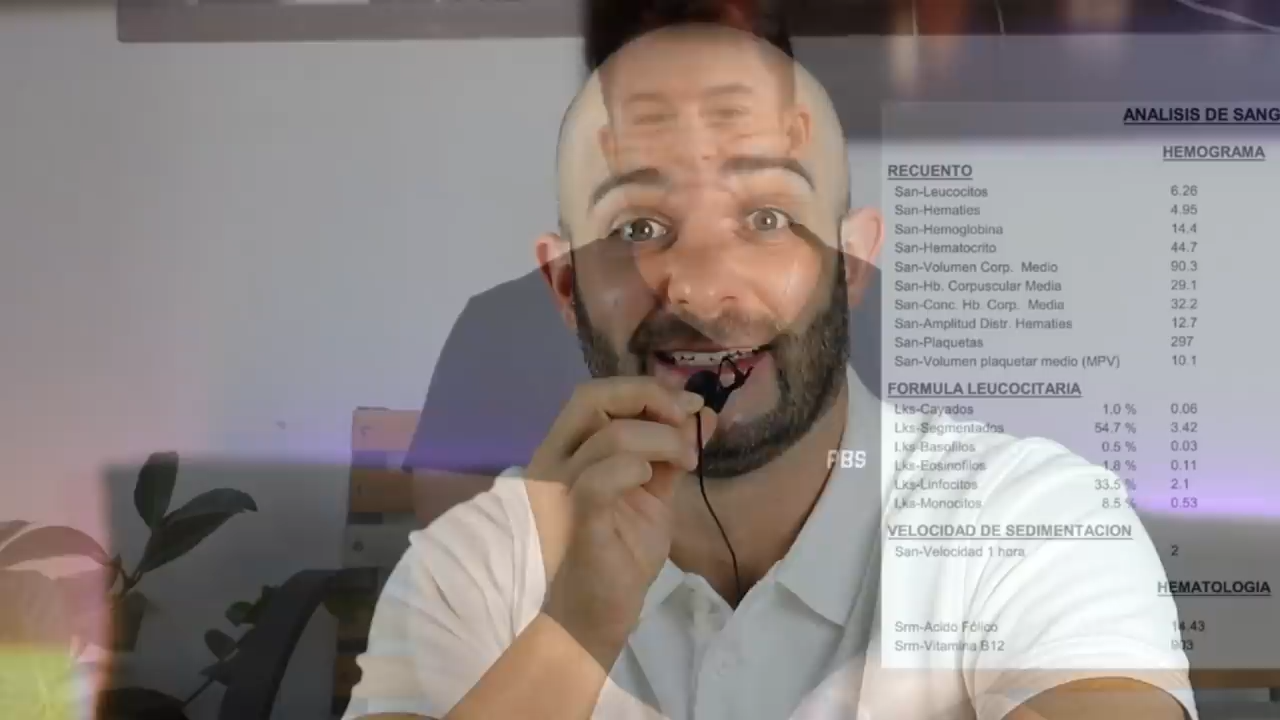 ANALISIS DE SANG
HEMOGRAMA
RECUENTO
San-Leucocitos 6.26
San-Hematies 4.95
San-Hemoglobina 14.4
San-Hematocrito 44.7
San-Volumen Corp. Medio 90.3
San-Hb. Corpuscular Media 29.1
San-Conc. Hb. Corp. Media 32.2
San-Amplitud Distr. Hematies 12.7
San-Plaquetas 297
San-Volumen plaquetar medio (MPV) 10.1
FORMULA LEUCOCITARIA
Lks-Cayados 1.0 % 0.06
Lks-Segmentados 54.7 % 3.42
Lks-Basofilos 0.5 % 0.03
Lks-Eosinofilos 1.8 % 0.11
PBS
Lks-Linfocitos 33.5 % 2.1
Lks-Monocitos 8.5 % 0.53
VELOCIDAD DE SEDIMENTACION
San-Velocidad 1 hora 2
HEMATOLOGIA
Srm-Acido Fólico 14.43
Srm-Vitamina B12 903